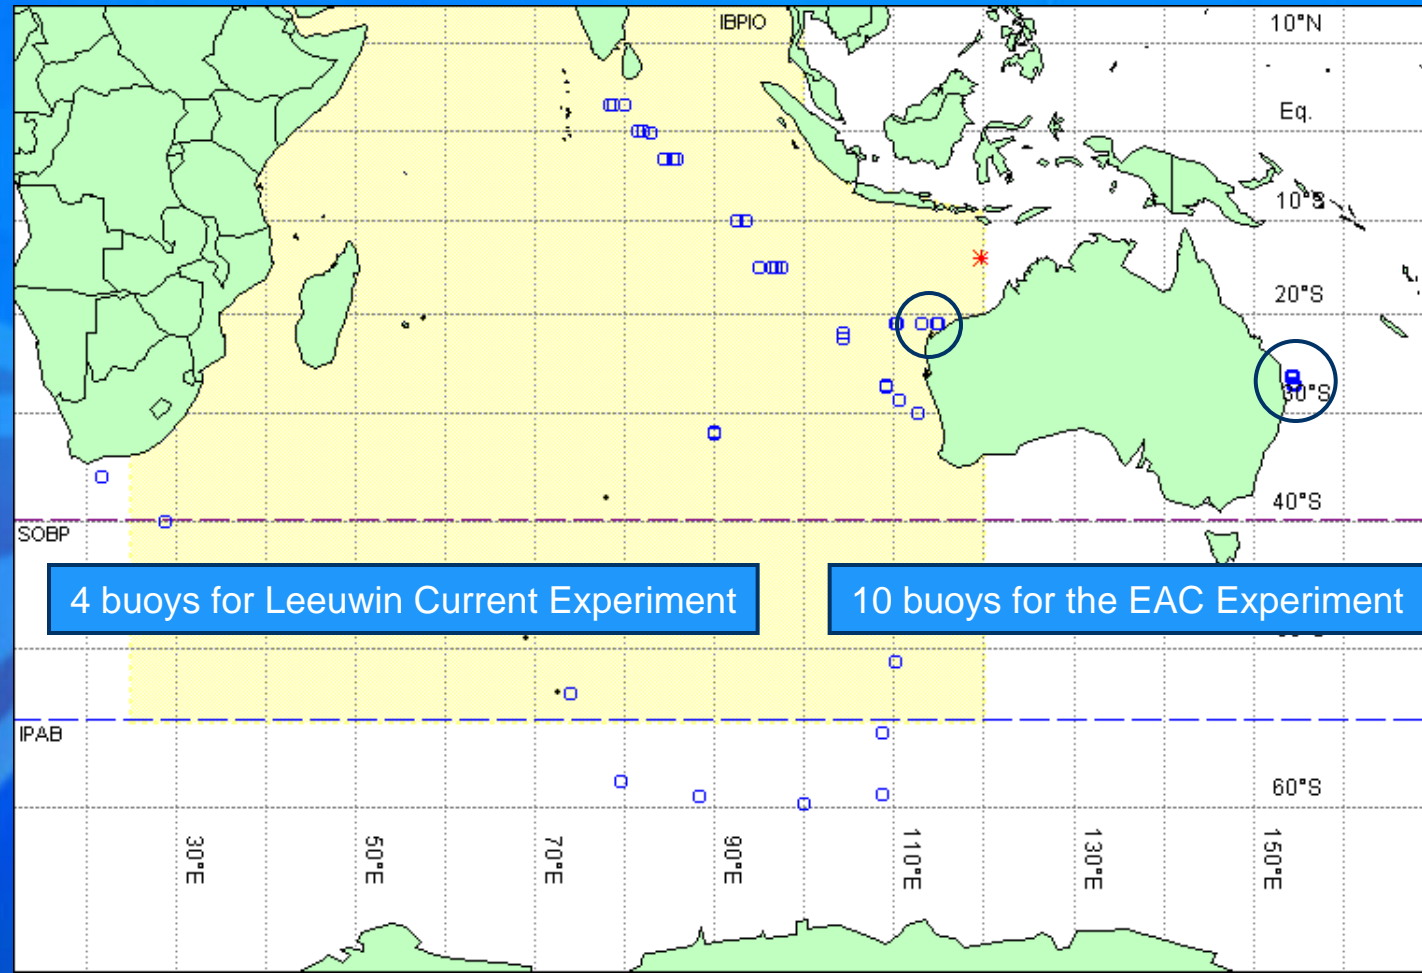 IBPIO
10°N
Eq.
10°S
20°S
30°S
40°S
SOBP
4 buoys for Leeuwin Current Experiment
10 buoys for the EAC Experiment
IPAB
60°S
30°E
50°E
70°E
90°E
110°E
130°E
150°E